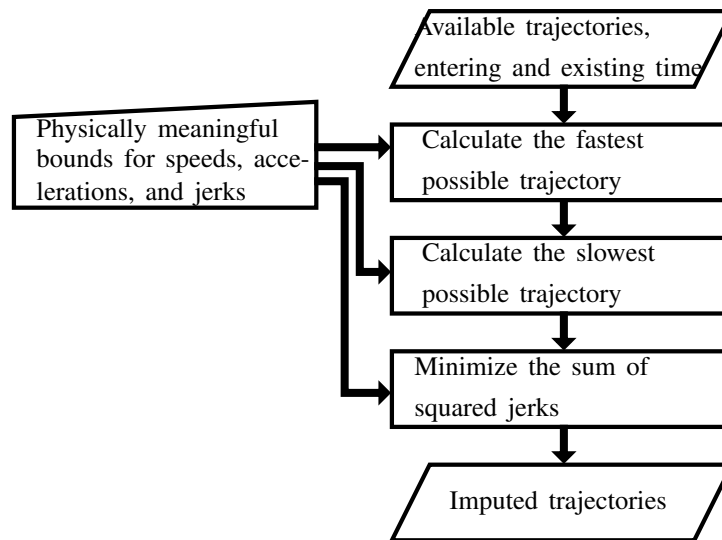 Available trajectories,
entering and existing time
Physically meaningful
bounds for speeds, acce-
lerations, and jerks
Calculate the fastest
possible trajectory
Calculate the slowest
possible trajectory
Minimize the sum of
squared jerks
Imputed trajectories